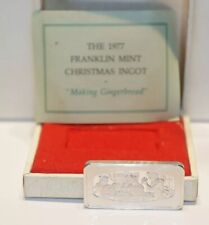 THE 1977
FRANKLIN MINT
CHRISTMAS INGOT
"Making Gingerbread"